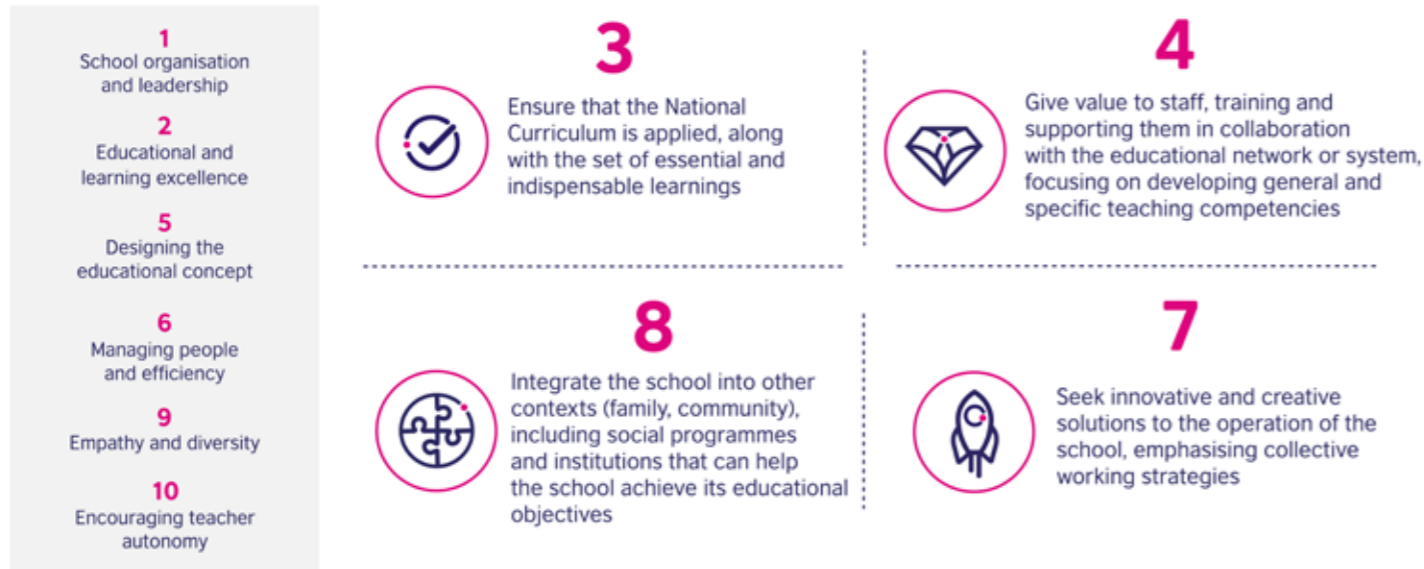 1
School organisation
and leadership
2
Educational and
learning excellence
5
Designing the
educational concept
6
Managing people
and efficiency
9
Empathy and diversity
10
Encouraging teacher
autonomy
3
Ensure that the National
Curriculum is applied, along
with the set of essential and
indispensable learnings
4
Give value to staff, training and
supporting them in collaboration
with the educational network or system,
focusing on developing general and
specific teaching competencies
8
Integrate the school into other
contexts (family, community),
including social programmes
and institutions that can help
the school achieve its educational
objectives
7
Seek innovative and creative
solutions to the operation of the
school, emphasising collective
working strategies